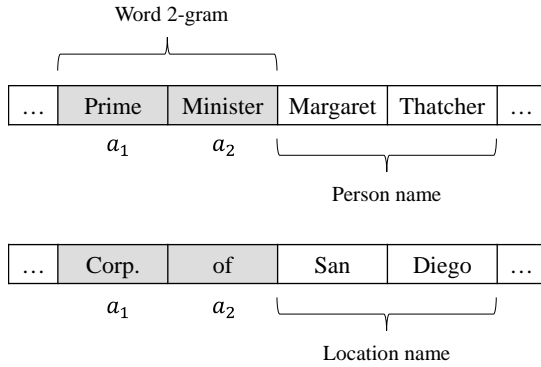 Word 2-gram
… Prime Minister Margaret Thatcher …
a₁ a₂
Person name
… Corp. of San Diego …
a₁ a₂
Location name